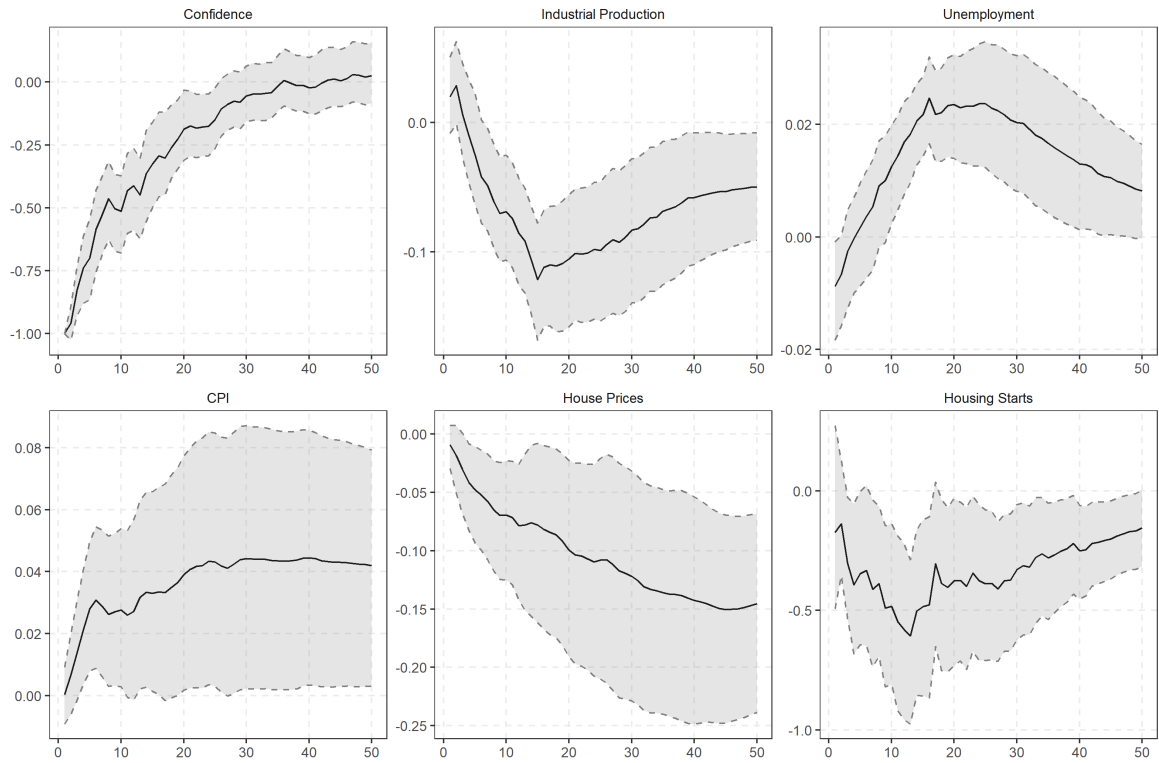 Confidence
Industrial Production
Unemployment
0.00
-0.25
-0.50
-0.75
-1.00
0.0
-0.1
0.02
0.00
-0.02
0 10 20 30 40 50
0 10 20 30 40 50
0 10 20 30 40 50
CPI
House Prices
Housing Starts
0.08
0.06
0.04
0.02
0.00
0.00
-0.05
-0.10
-0.15
-0.20
-0.25
0.0
-0.5
-1.0
0 10 20 30 40 50
0 10 20 30 40 50
0 10 20 30 40 50